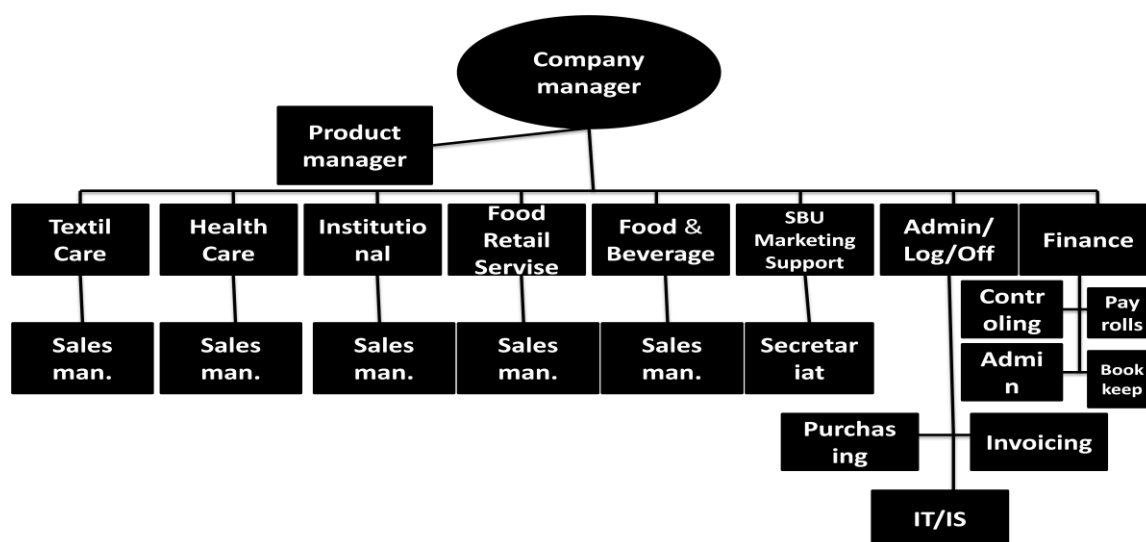 Company
manager
Product
manager
Textil
Care
Health
Care
Institutio
nal
Food
Retail
Servise
Food &
Beverage
SBU
Marketing
Support
Admin/
Log/Off
Finance
Sales
man.
Sales
man.
Sales
man.
Sales
man.
Sales
man.
Secretar
iat
Contr
oling
Pay
rolls
Admi
n
Book
keep
Purchas
ing
Invoicing
IT/IS